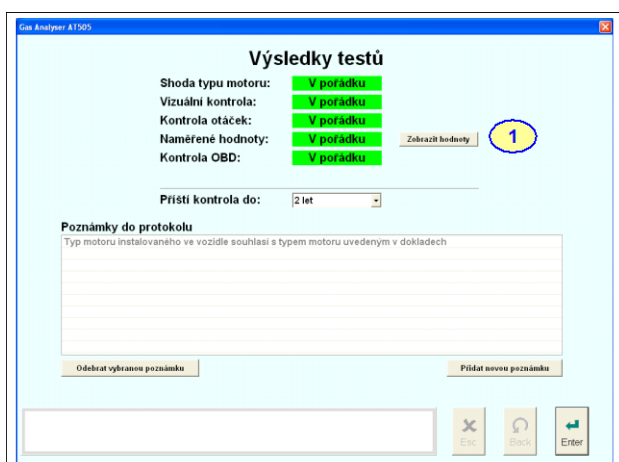 Gas Analyser AT505
Výsledky testů
Shoda typu motoru: V pořádku
Vizuální kontrola: V pořádku
Kontrola otáček: V pořádku
Naměřené hodnoty: V pořádku Zobrazit hodnoty 1
Kontrola OBD: V pořádku
Příští kontrola do: 2 let
Poznámky do protokolu
Typ motoru instalovaného ve vozidle souhlasí s typem motoru uvedeným v dokladech
Odebrat vybranou poznámku Přidat novou poznámku
Esc Back Enter